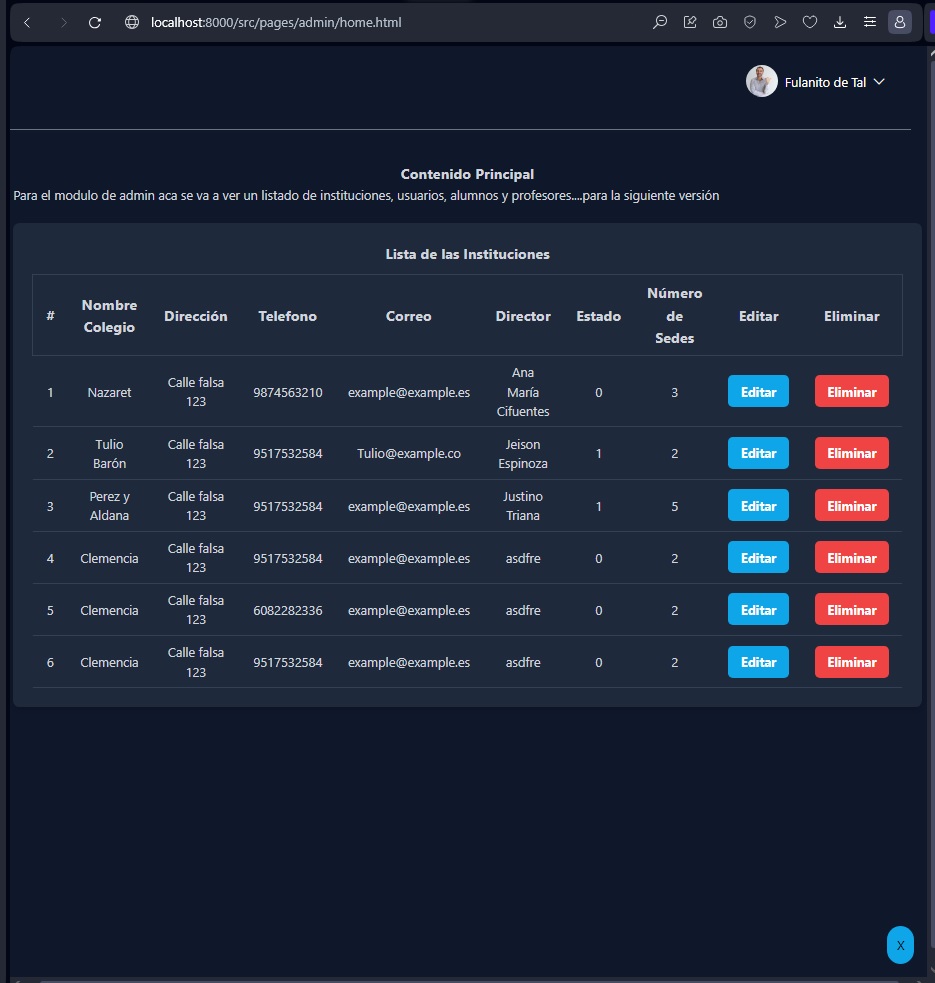 localhost:8000/src/pages/admin/home.html
Fulanito de Tal
Contenido Principal
Para el modulo de admin aca se va a ver un listado de instituciones, usuarios, alumnos y profesores....para la siguiente versión
Lista de las Instituciones
# Nombre Colegio Dirección Telefono Correo Director Estado Número de Sedes Editar Eliminar
1 Nazaret Calle falsa 123 9874563210 example@example.es Ana María Cifuentes 0 3 Editar Eliminar
2 Tulio Barón Calle falsa 123 9517532584 Tulio@example.co Jeison Espinoza 1 2 Editar Eliminar
3 Perez y Aldana Calle falsa 123 9517532584 example@example.es Justino Triana 1 5 Editar Eliminar
4 Clemencia Calle falsa 123 9517532584 example@example.es asdfre 0 2 Editar Eliminar
5 Clemencia Calle falsa 123 6082282336 example@example.es asdfre 0 2 Editar Eliminar
6 Clemencia Calle falsa 123 9517532584 example@example.es asdfre 0 2 Editar Eliminar
X